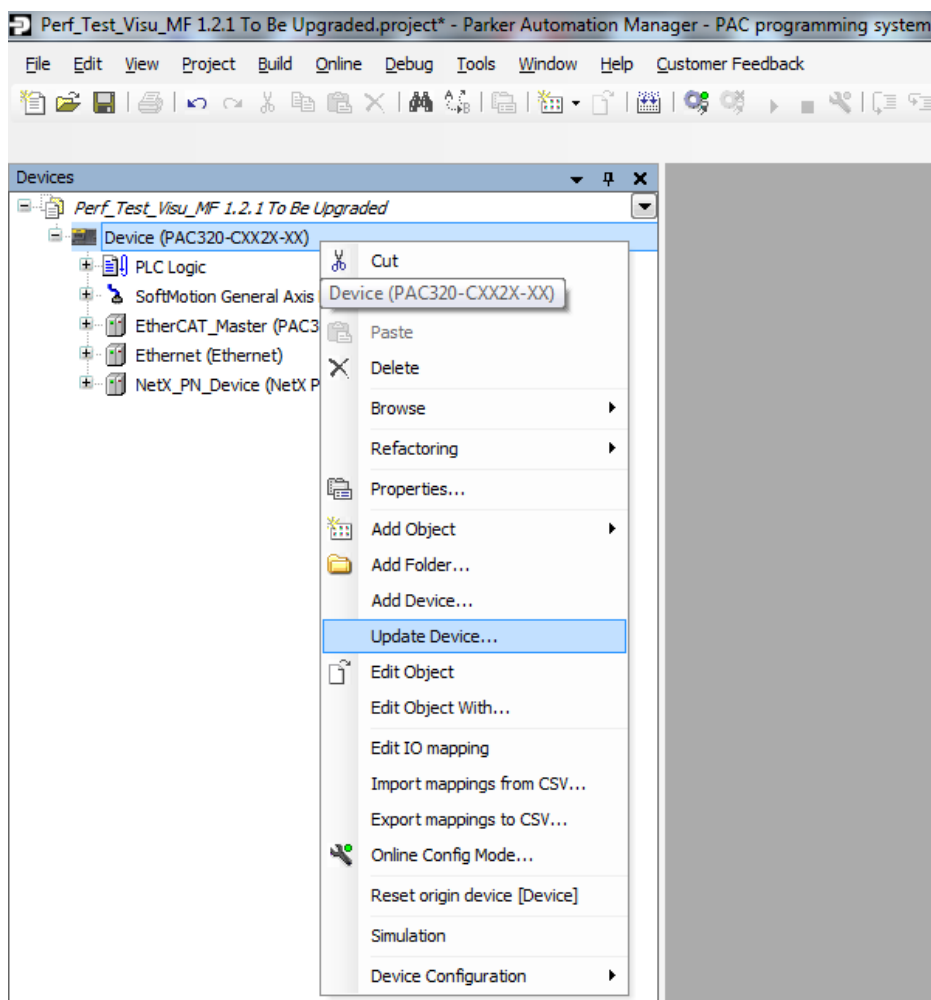 Perf_Test_Visu_MF 1.2.1 To Be Upgraded.project* - Parker Automation Manager - PAC programming system
File Edit View Project Build Online Debug Tools Window Help Customer Feedback
Devices
Perf_Test_Visu_MF 1.2.1 To Be Upgraded
Device (PAC320-CXX2X-XX)
PLC Logic
SoftMotion General Axis
EtherCAT_Master (PAC3
Ethernet (Ethernet)
NetX_PN_Device (NetX P
Cut
Device (PAC320-CXX2X-XX)
Paste
Delete
Browse
Refactoring
Properties...
Add Object
Add Folder...
Add Device...
Update Device...
Edit Object
Edit Object With...
Edit IO mapping
Import mappings from CSV...
Export mappings to CSV...
Online Config Mode...
Reset origin device [Device]
Simulation
Device Configuration